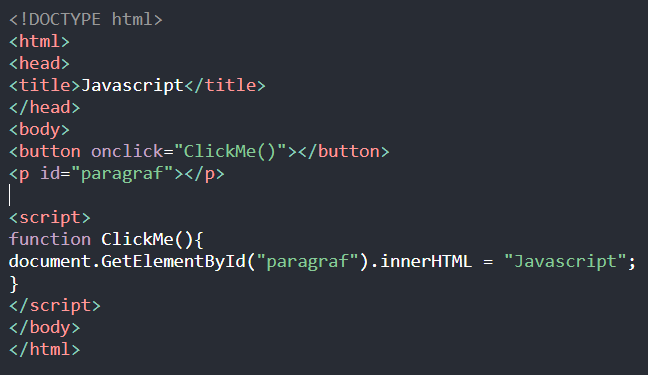 <!DOCTYPE html>
<html>
<head>
<title>Javascript</title>
</head>
<body>
<button onclick="ClickMe()"></button>
<p id="paragraf"></p>
<script>
function ClickMe(){
document.GetElementById("paragraf").innerHTML = "Javascript";
}
</script>
</body>
</html>